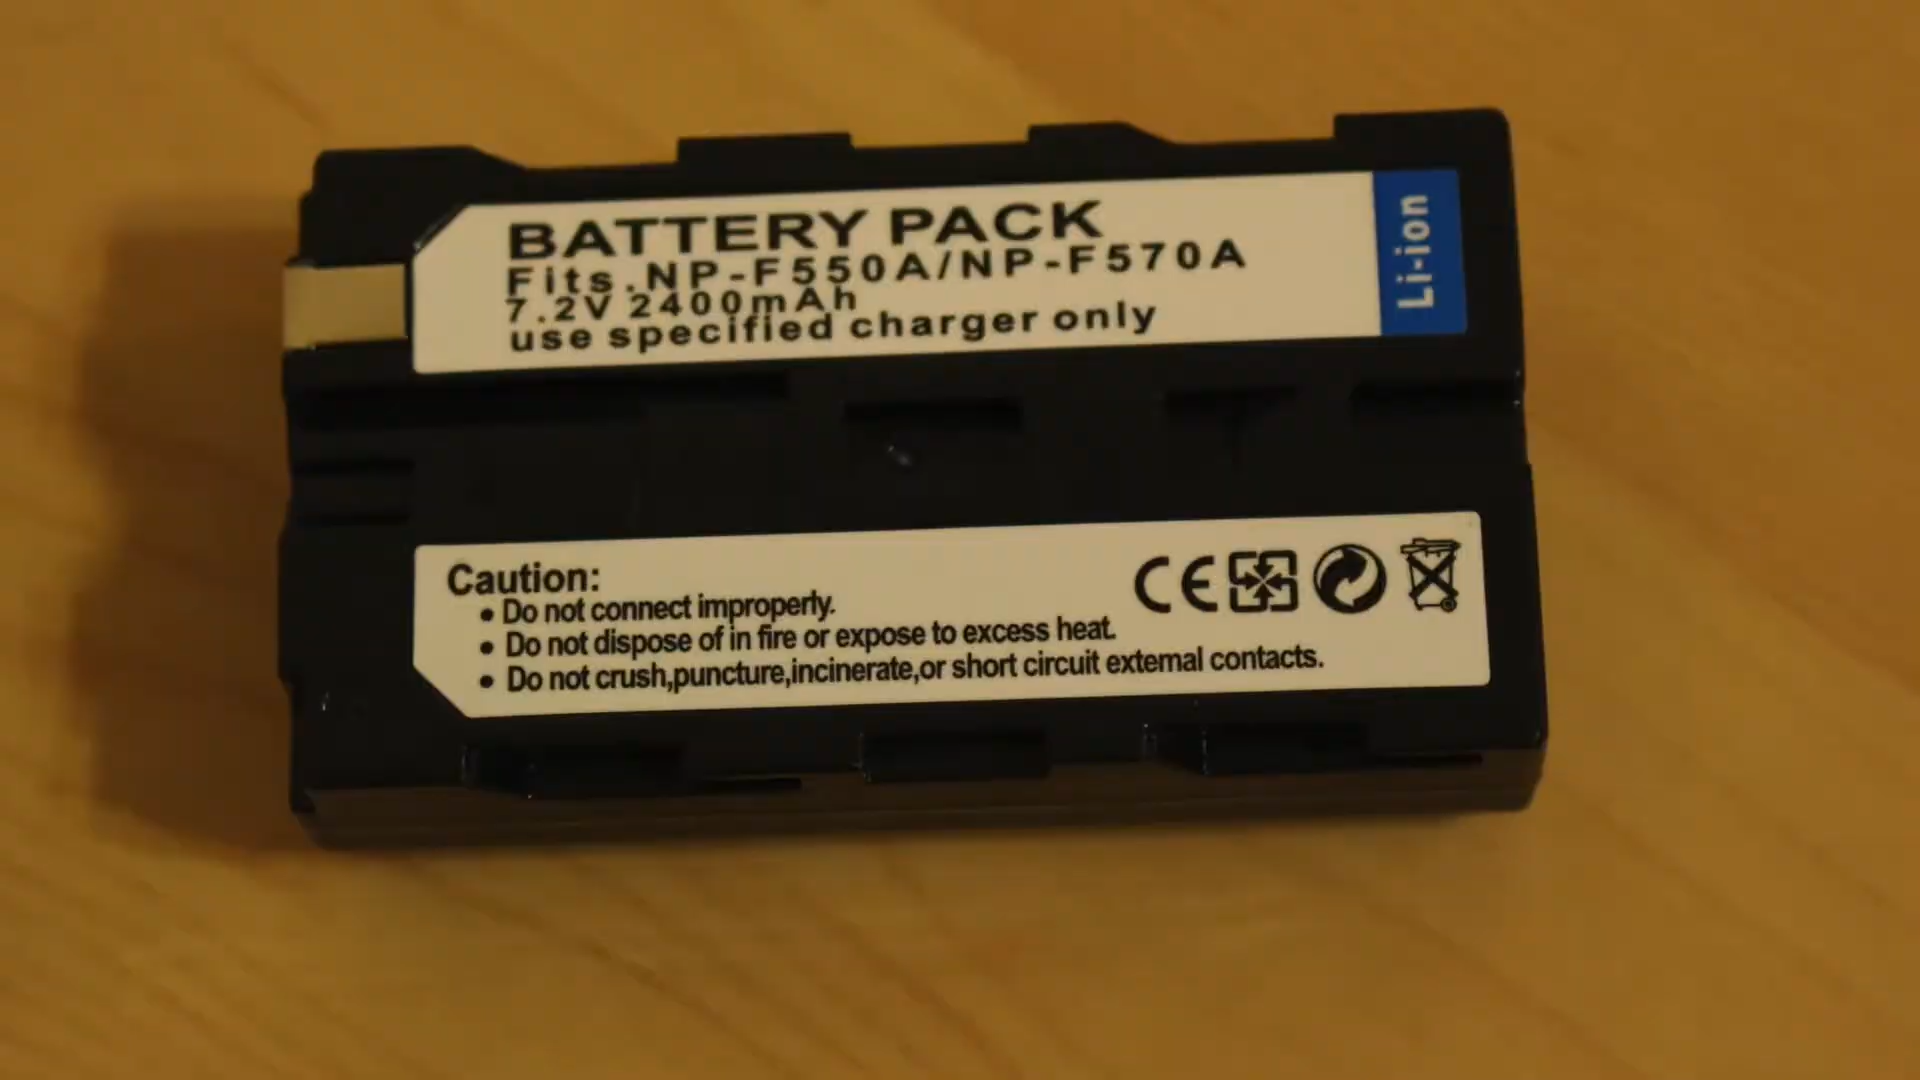 BATTERY PACK
Fits.NP-F550A/NP-F570A
7.2V 2400mAh
use specified charger only
Li-ion
Caution:
• Do not connect improperly.
• Do not dispose of in fire or expose to excess heat.
• Do not crush,puncture,incinerate,or short circuit external contacts.
CE